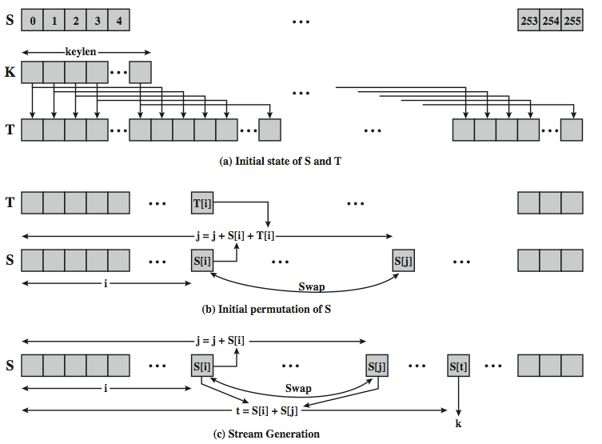 S 0 1 2 3 4 ... 253 254 255
keylen
K ... ...
T ... ... ...
(a) Initial state of S and T
T ... T[i] ...
j = j + S[i] + T[i]
S ... S[i] ... S[j] ...
i Swap
(b) Initial permutation of S
j = j + S[i]
S ... S[i] ... S[j] ... S[t] ...
i Swap
t = S[i] + S[j]
k
(c) Stream Generation